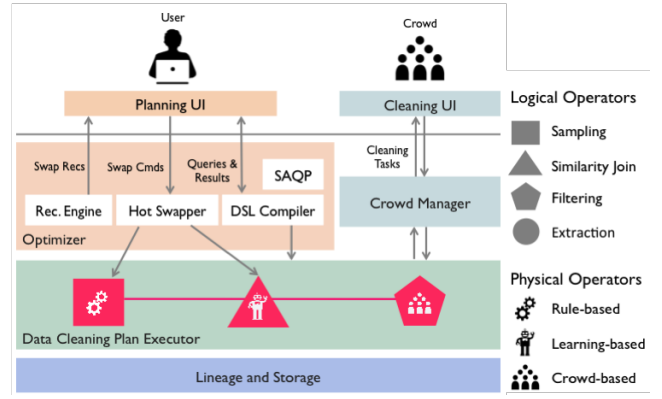 User
Crowd
Planning UI
Cleaning UI
Swap Recs
Swap Cmds
Queries &
Results
Cleaning
Tasks
SAQP
Rec. Engine
Hot Swapper
DSL Compiler
Optimizer
Crowd Manager
Data Cleaning Plan Executor
Lineage and Storage
Logical Operators
Sampling
Similarity Join
Filtering
Extraction
Physical Operators
Rule-based
Learning-based
Crowd-based